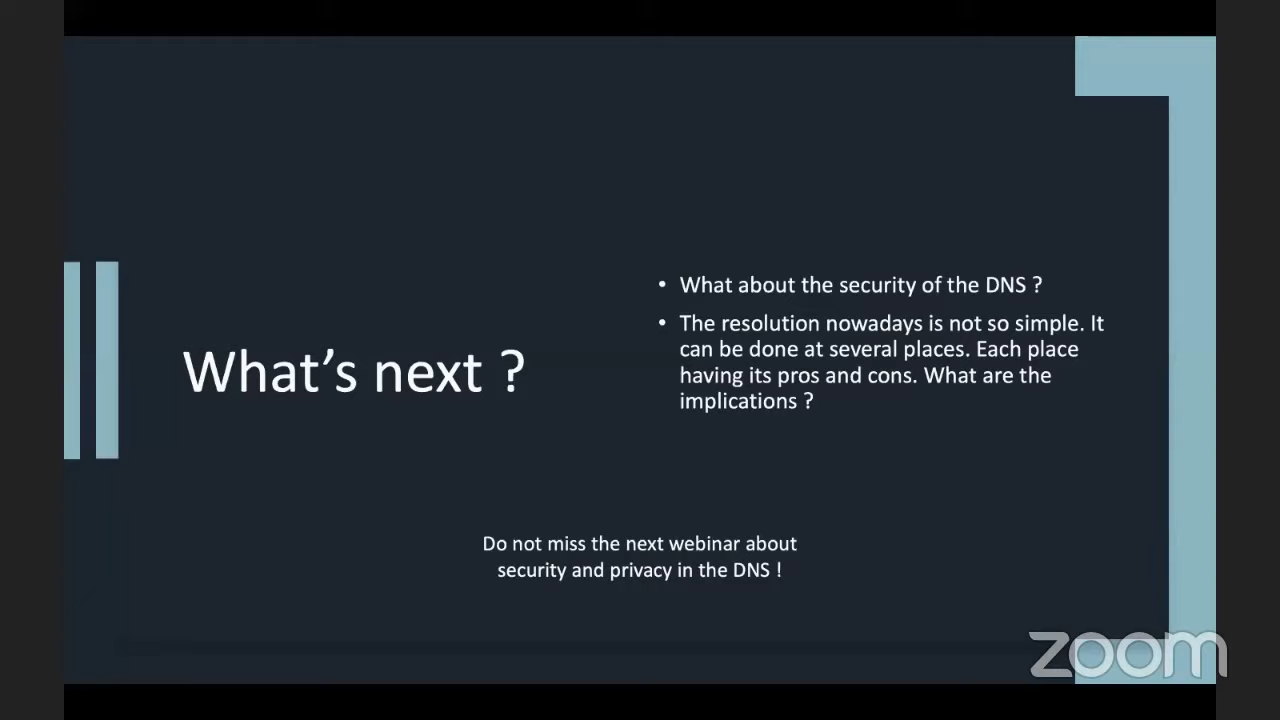 What's next ?
• What about the security of the DNS ?
• The resolution nowadays is not so simple. It
can be done at several places. Each place
having its pros and cons. What are the
implications ?
Do not miss the next webinar about
security and privacy in the DNS !
zoom